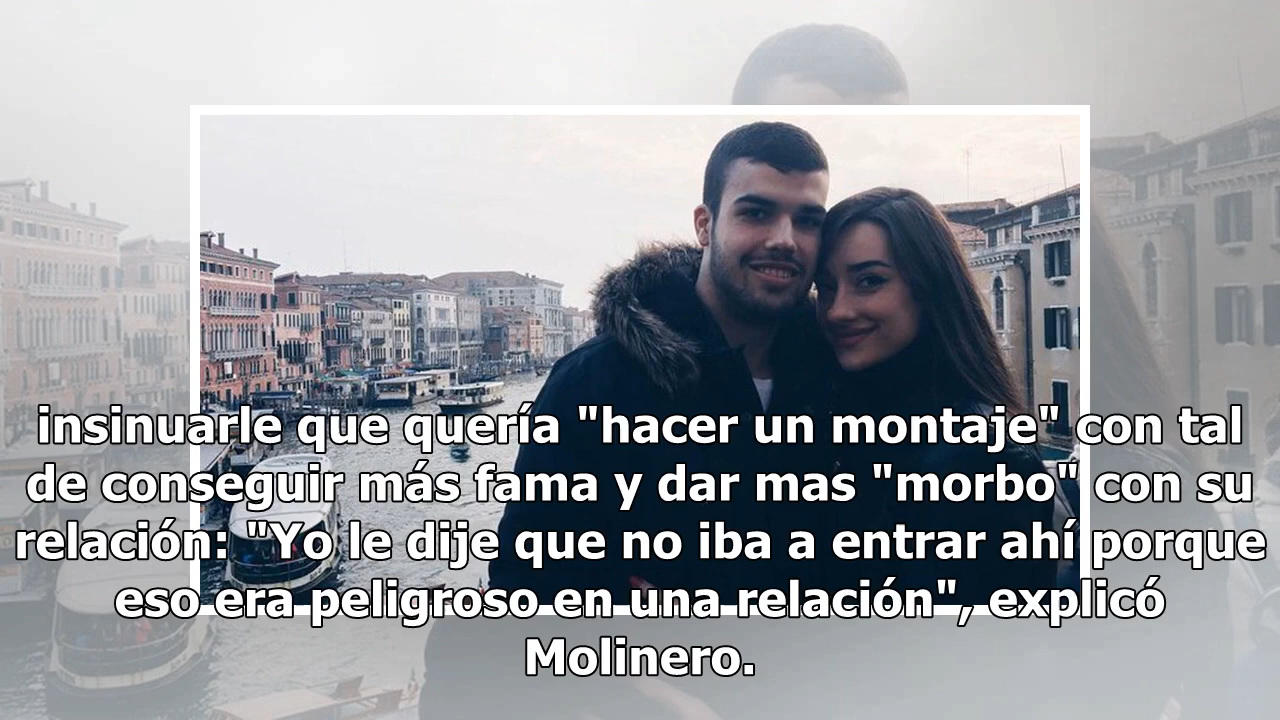 insinuarle que quería "hacer un montaje" con tal
de conseguir más fama y dar mas "morbo" con su
relación: "Yo le dije que no iba a entrar ahí porque
eso era peligroso en una relación", explicó
Molinero.